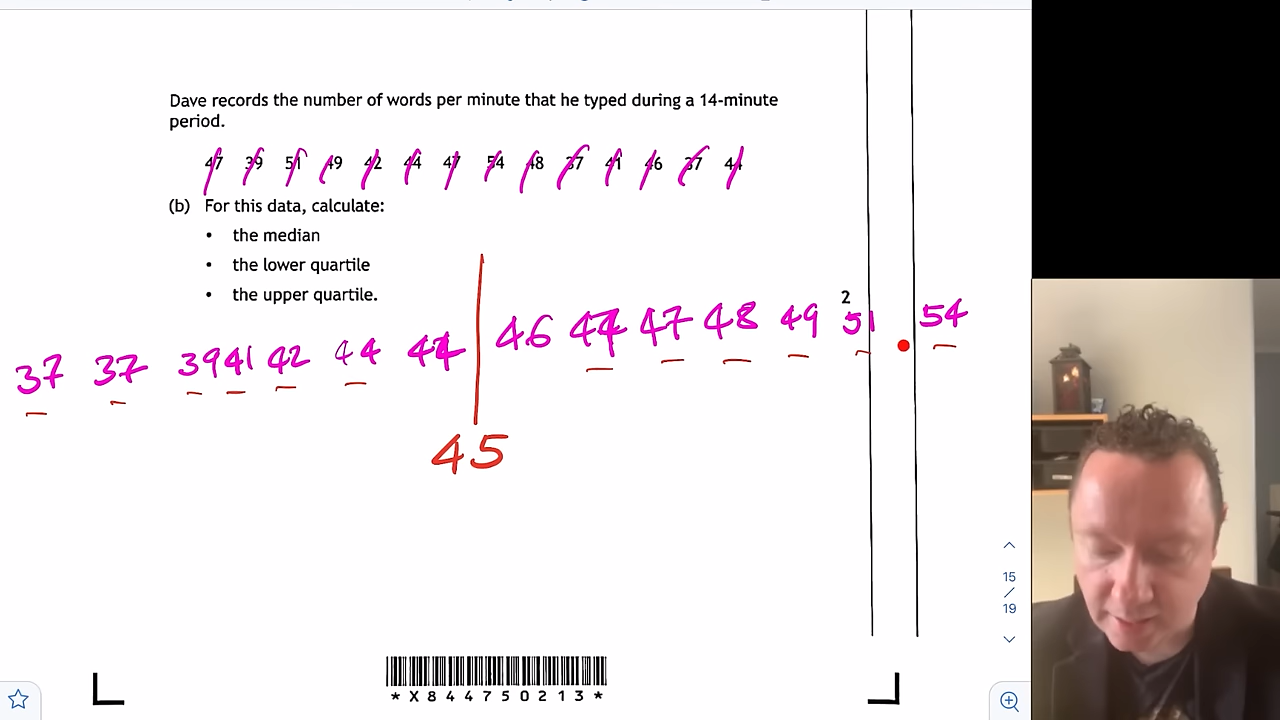 Dave records the number of words per minute that he typed during a 14-minute
period.
47 39 51 49 42 44 47 54 48 37 41 46 37 44
(b) For this data, calculate:
• the median
• the lower quartile
• the upper quartile.
2
37 37 39 41 42 44 44 46 47 47 48 49 51 54
45
15
/
19
*X844750213*